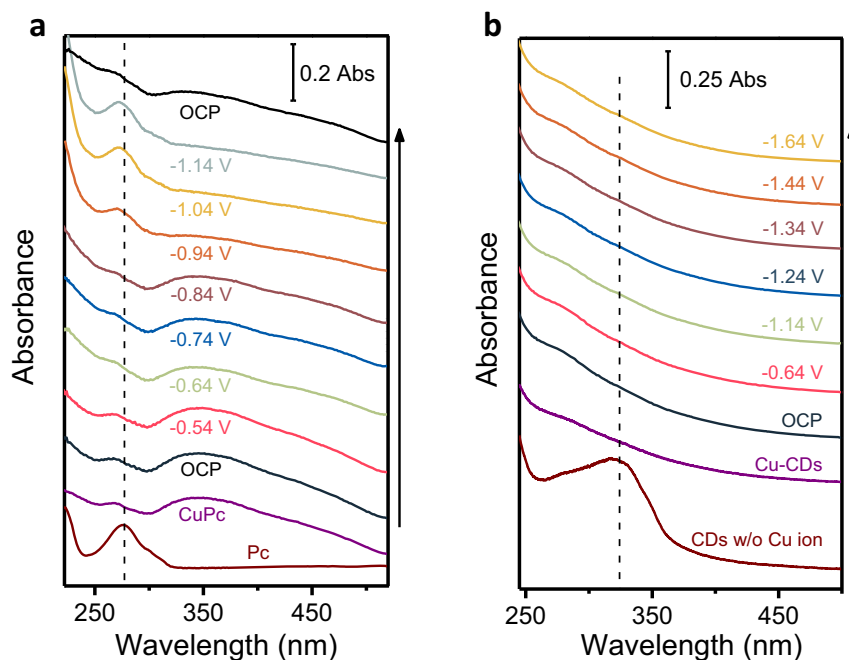 a
0.2 Abs
OCP
-1.14 V
-1.04 V
-0.94 V
-0.84 V
-0.74 V
-0.64 V
-0.54 V
OCP
CuPc
Pc
Absorbance
250
350
450
Wavelength (nm)
b
0.25 Abs
-1.64 V
-1.44 V
-1.34 V
-1.24 V
-1.14 V
-0.64 V
OCP
Cu-CDs
CDs w/o Cu ion
Absorbance
250
350
450
Wavelength (nm)